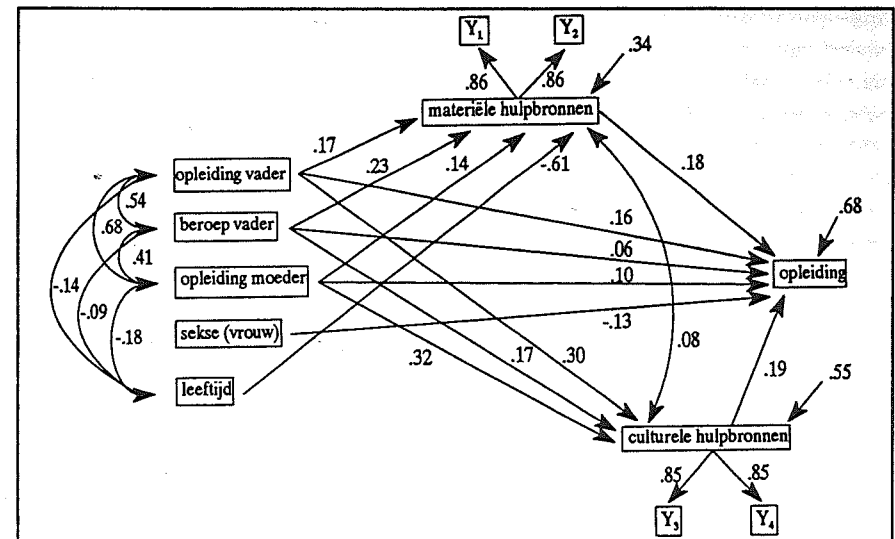 Y₁ Y₂
.34
.86 .86
materiële hulpbronnen
.17
.23 .14 -.61 .18
opleiding vader
.54
.16 .68
beroep vader
.68
.06
.41 opleiding
opleiding moeder .10
-.14
-.09
-.18 sekse (vrouw) -.13
.32 .17 .30 .08
.19
leeftijd .55
culturele hulpbronnen
.85 .85
Y₃ Y₄